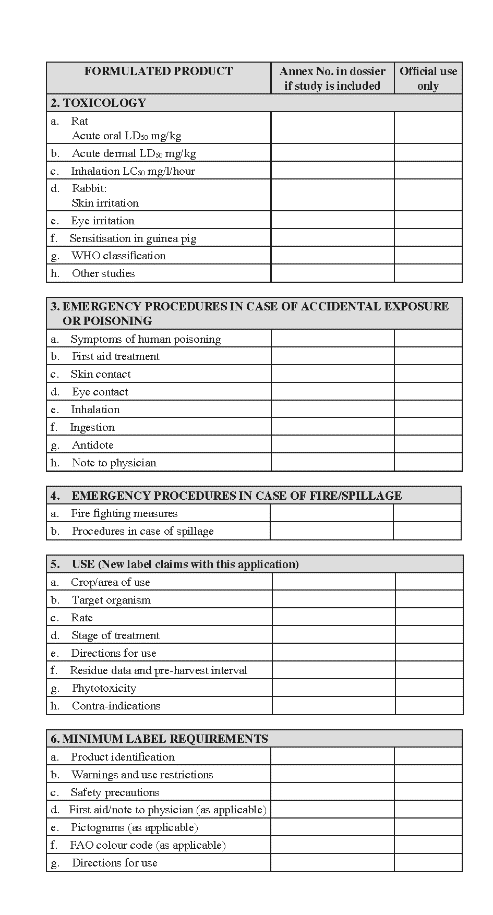 FORMULATED PRODUCT Annex No. in dossier Official use
if study is included only
2. TOXICOLOGY
a. Rat
Acute oral LD50 mg/kg
b. Acute dermal LD50 mg/kg
c. Inhalation LC50 mg/l/hour
d. Rabbit:
Skin irritation
e. Eye irritation
f. Sensitisation in guinea pig
g. WHO classification
h. Other studies
3. EMERGENCY PROCEDURES IN CASE OF ACCIDENTAL EXPOSURE
OR POISONING
a. Symptoms of human poisoning
b. First aid treatment
c. Skin contact
d. Eye contact
e. Inhalation
f. Ingestion
g. Antidote
h. Note to physician
4. EMERGENCY PROCEDURES IN CASE OF FIRE/SPILLAGE
a. Fire fighting measures
b. Procedures in case of spillage
5. USE (New label claims with this application)
a. Crop/area of use
b. Target organism
c. Rate
d. Stage of treatment
e. Directions for use
f. Residue data and pre-harvest interval
g. Phytotoxicity
h. Contra-indications
6. MINIMUM LABEL REQUIREMENTS
a. Product identification
b. Warnings and use restrictions
c. Safety precautions
d. First aid/note to physician (as applicable)
e. Pictograms (as applicable)
f. FAO colour code (as applicable)
g. Directions for use